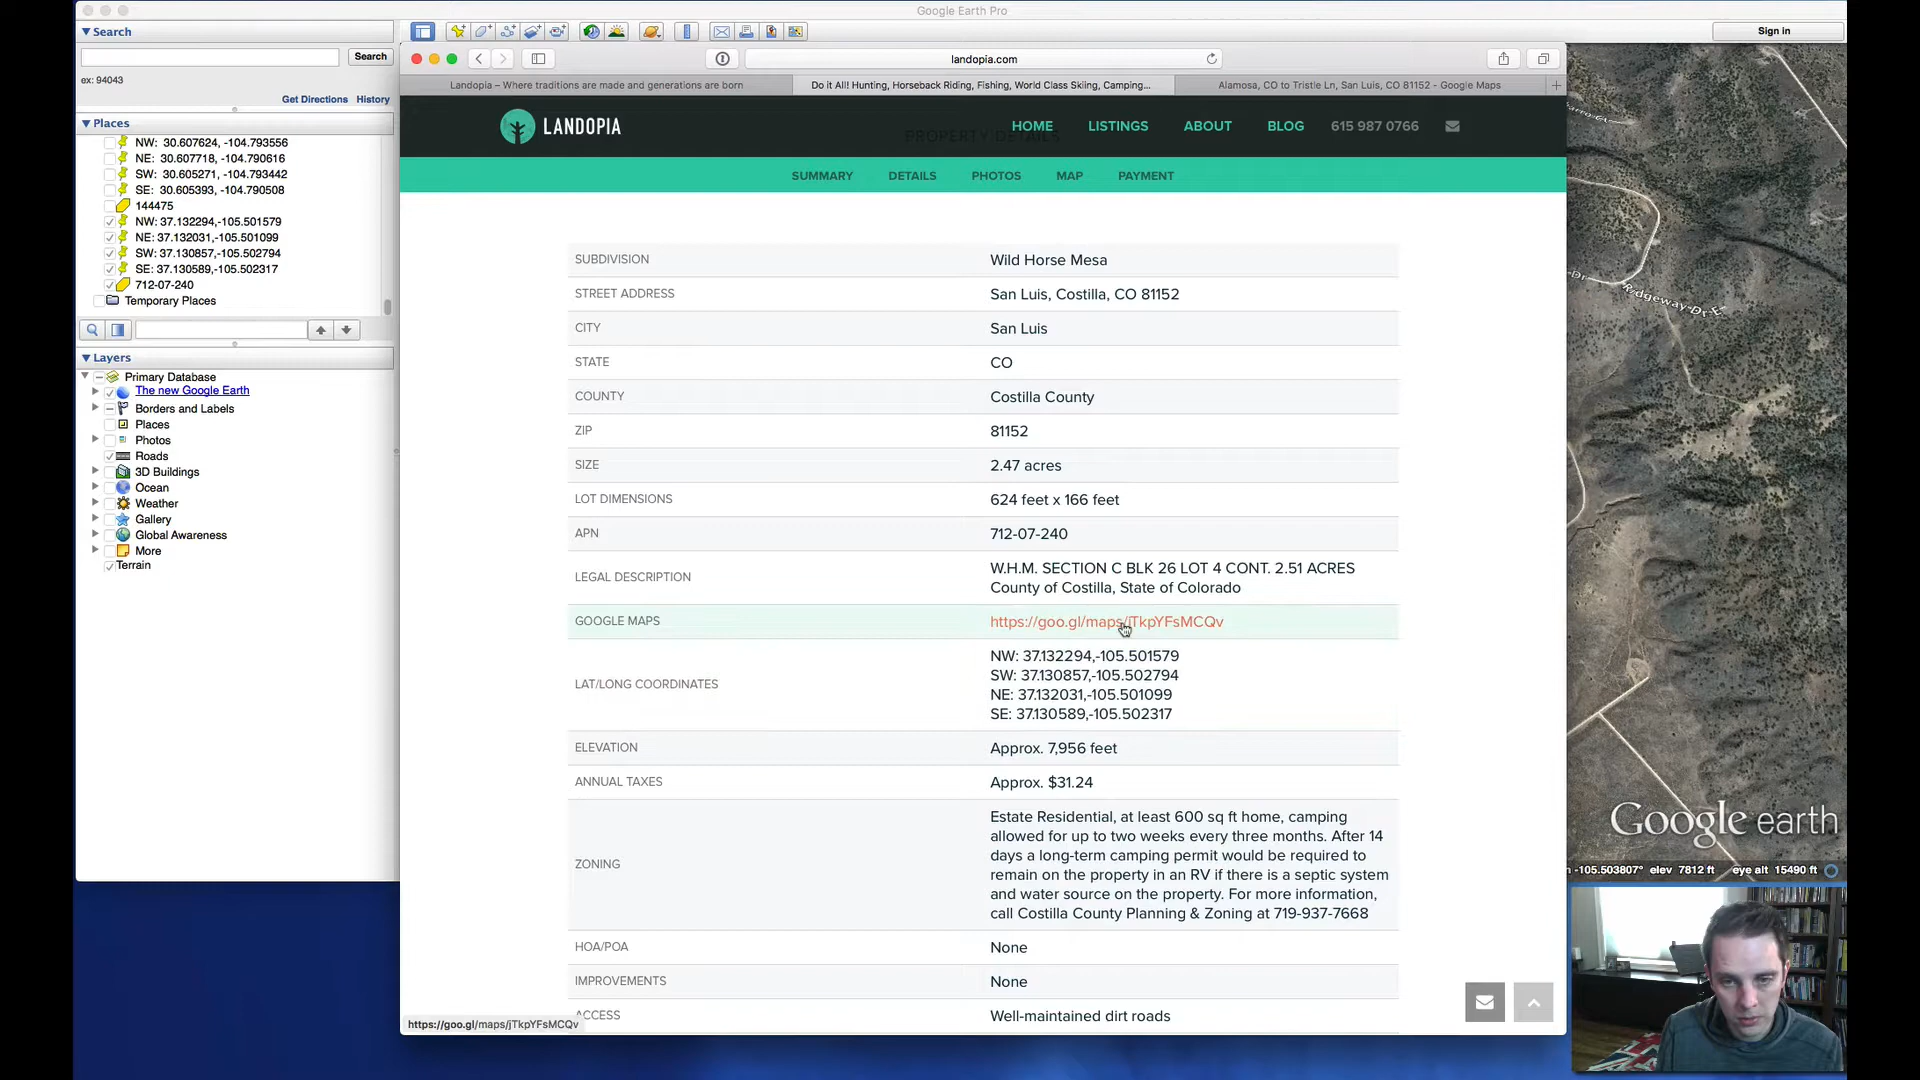 Google Earth Pro
Search
Search
ex: 94043
Get Directions History
Places
NW: 30.607624, -104.793556
NE: 30.607718, -104.790616
SW: 30.605271, -104.793442
SE: 30.605393, -104.790508
144475
NW: 37.132294,-105.501579
NE: 37.132031,-105.501099
SW: 37.130857,-105.502794
SE: 37.130589,-105.502317
712-07-240
Temporary Places
Layers
Primary Database
The new Google Earth
Borders and Labels
Places
Photos
Roads
3D Buildings
Ocean
Weather
Gallery
Global Awareness
More
Terrain
Sign in
landopia.com
Landopia – Where traditions are made and generations are born
Do it All! Hunting, Horseback Riding, Fishing, World Class Skiing, Camping...
Alamosa, CO to Tristle Ln, San Luis, CO 81152 - Google Maps
LANDOPIA
PROPERTY DETAILS
HOME LISTINGS ABOUT BLOG 615 987 0766
SUMMARY DETAILS PHOTOS MAP PAYMENT
SUBDIVISION Wild Horse Mesa
STREET ADDRESS San Luis, Costilla, CO 81152
CITY San Luis
STATE CO
COUNTY Costilla County
ZIP 81152
SIZE 2.47 acres
LOT DIMENSIONS 624 feet x 166 feet
APN 712-07-240
LEGAL DESCRIPTION W.H.M. SECTION C BLK 26 LOT 4 CONT. 2.51 ACRES
County of Costilla, State of Colorado
GOOGLE MAPS https://goo.gl/maps/jTkpYFsMCQv
LAT/LONG COORDINATES NW: 37.132294,-105.501579
SW: 37.130857,-105.502794
NE: 37.132031,-105.501099
SE: 37.130589,-105.502317
ELEVATION Approx. 7,956 feet
ANNUAL TAXES Approx. $31.24
ZONING Estate Residential, at least 600 sq ft home, camping
allowed for up to two weeks every three months. After 14
days a long-term camping permit would be required to
remain on the property in an RV if there is a septic system
and water source on the property. For more information,
call Costilla County Planning & Zoning at 719-937-7668
HOA/POA None
IMPROVEMENTS None
ACCESS Well-maintained dirt roads
https://goo.gl/maps/jTkpYFsMCQv
Dr
Ridgeway Dr E
Google earth
-105.503807° elev 7812 ft eye alt 15490 ft